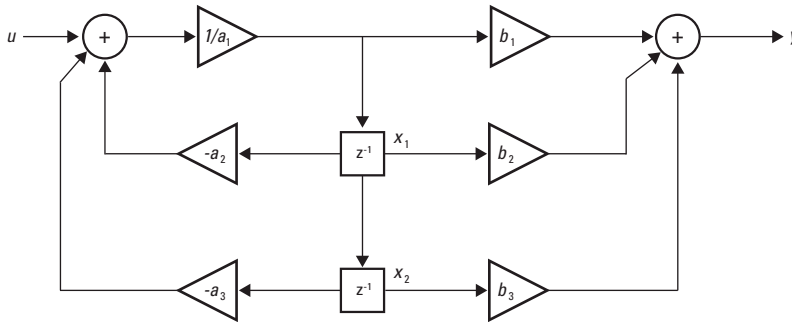 u + 1/a₁ b₁ + y
-a₂ z⁻¹ x₁ b₂
-a₃ z⁻¹ x₂ b₃